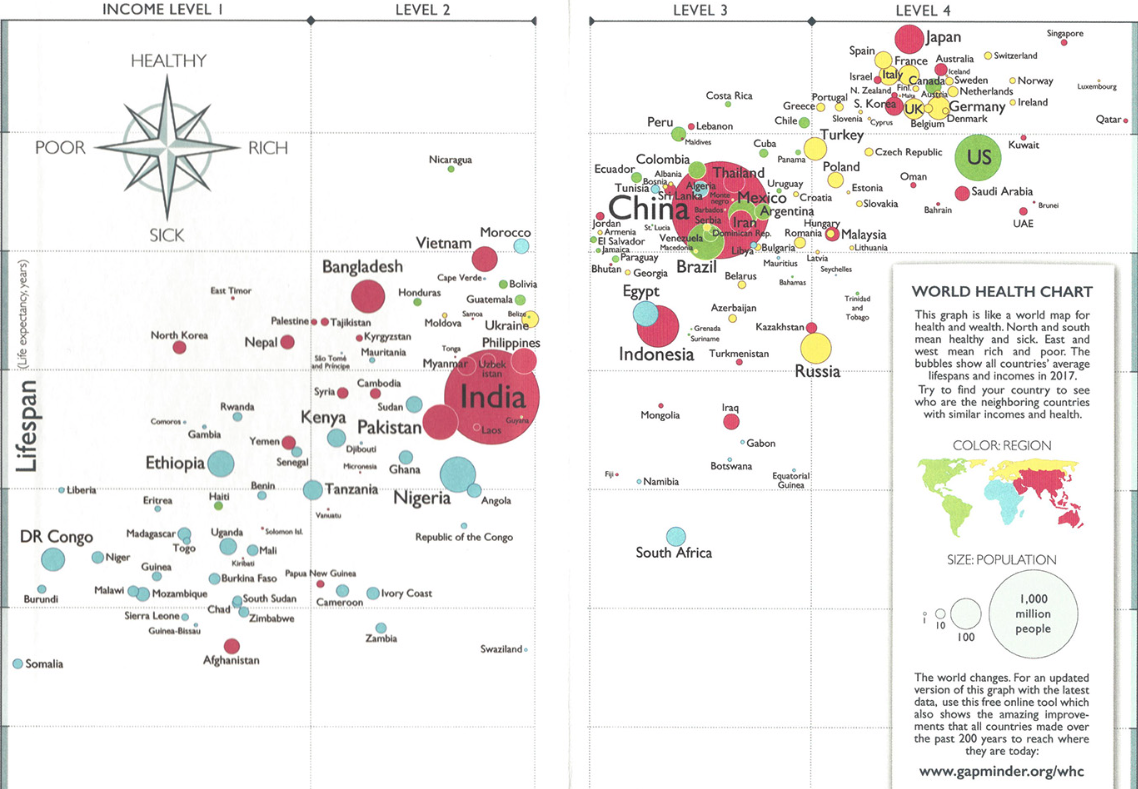 INCOME LEVEL 1
LEVEL 2
LEVEL 3
LEVEL 4
HEALTHY
POOR
RICH
SICK
Lifespan (Life expectancy, years)
Nicaragua
Vietnam
Morocco
Bangladesh
Cape Verde
Bolivia
East Timor
Honduras
Guatemala
Samoa
Belize
Palestine
Tajikistan
Moldova
Ukraine
North Korea
Nepal
Kyrgyzstan
Philippines
São Tomé
and Príncipe
Mauritania
Tonga
Myanmar
Uzbek
istan
Syria
Cambodia
India
Rwanda
Sudan
Comoros
Gambia
Kenya
Pakistan
Guyana
Laos
Yemen
Senegal
Djibouti
Ethiopia
Micronesia
Ghana
Liberia
Benin
Tanzania
Nigeria
Angola
Eritrea
Haiti
Vanuatu
DR Congo
Madagascar
Togo
Uganda
Solomon Isl.
Republic of the Congo
Niger
Mali
Kiribati
Guinea
Burkina Faso
Papua New Guinea
Burundi
Malawi
Mozambique
South Sudan
Cameroon
Ivory Coast
Chad
Zimbabwe
Sierra Leone
Guinea-Bissau
Zambia
Afghanistan
Swaziland
Somalia
Japan
Singapore
Spain
France
Australia
Switzerland
Italy
Iceland
Israel
Canada
Sweden
Norway
Luxembourg
N. Zealand
Finl.
Malta
Austria
Netherlands
Costa Rica
Portugal
S. Korea
UK
Germany
Ireland
Greece
Slovenia
Cyprus
Belgium
Denmark
Qatar
Peru
Lebanon
Chile
Maldives
Turkey
Kuwait
Cuba
Panama
Czech Republic
US
Colombia
Ecuador
Albania
Thailand
Poland
Oman
Bosnia
Tunisia
Algeria
Sri Lanka
Monte
negro
Uruguay
Estonia
Saudi Arabia
China
Mexico
Croatia
Slovakia
Bahrain
Brunei
Barbados
Argentina
UAE
Jordan
St. Lucia
Serbia
Iran
Armenia
Dominican Rep.
Hungary
Malaysia
El Salvador
Venezuela
Romania
Jamaica
Macedonia
Libya
Bulgaria
Lithuania
Paraguay
Latvia
Bhutan
Georgia
Brazil
Mauritius
Seychelles
Belarus
Bahamas
Egypt
Trinidad
and
Tobago
Azerbaijan
Grenada
Kazakhstan
Suriname
Indonesia
Turkmenistan
Russia
Mongolia
Iraq
Gabon
Botswana
Fiji
Namibia
Equatorial
Guinea
South Africa
WORLD HEALTH CHART
This graph is like a world map for
health and wealth. North and south
mean healthy and sick. East and
west mean rich and poor. The
bubbles show all countries' average
lifespans and incomes in 2017.
Try to find your country to see
who are the neighboring countries
with similar incomes and health.
COLOR: REGION
SIZE: POPULATION
1
10
100
1,000
million
people
The world changes. For an updated
version of this graph with the latest
data, use this free online tool which
also shows the amazing improve-
ments that all countries made over
the past 200 years to reach where
they are today:
www.gapminder.org/whc